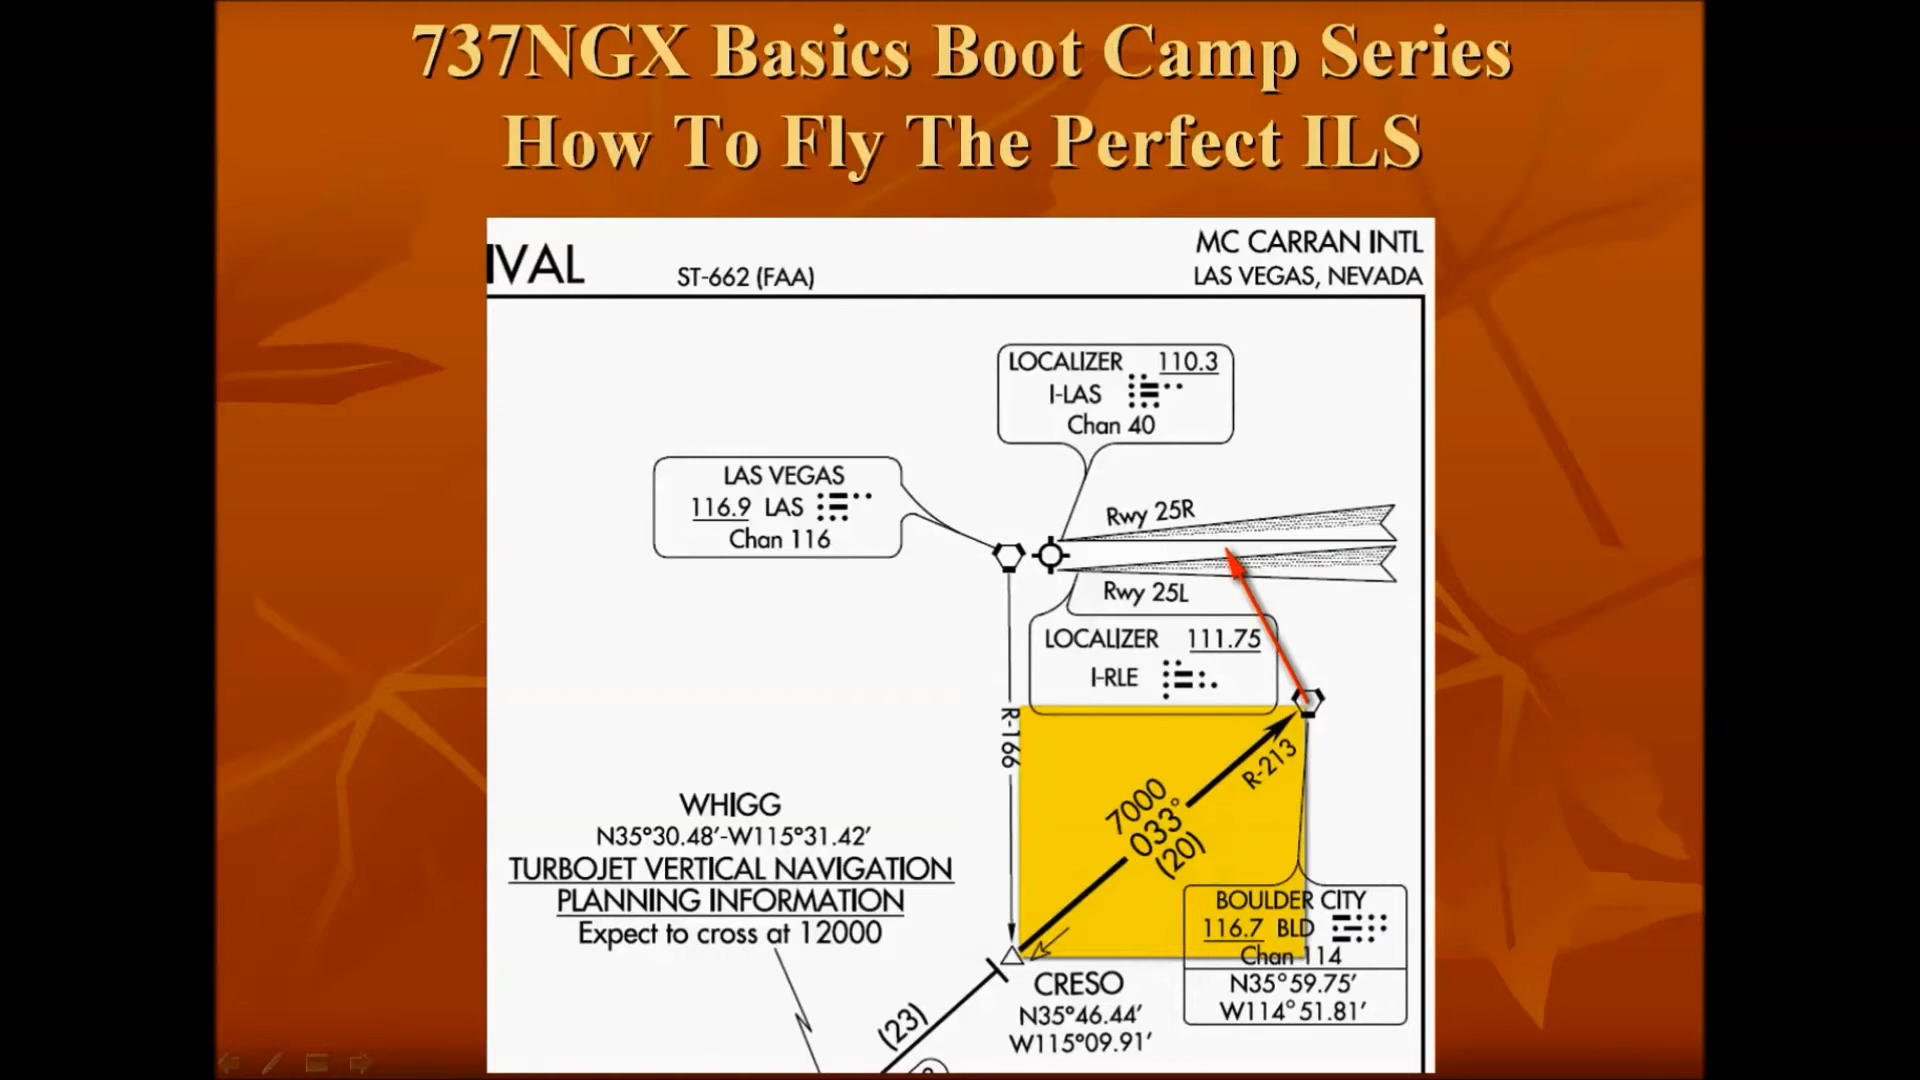 737NGX Basics Boot Camp Series
How To Fly The Perfect ILS
IVAL
ST-662 (FAA)
MC CARRAN INTL
LAS VEGAS, NEVADA
LOCALIZER 110.3
I-LAS
Chan 40
LAS VEGAS
116.9 LAS
Chan 116
Rwy 25R
Rwy 25L
LOCALIZER 111.75
I-RLE
R-166
R-213
7000
033°
(20)
WHIGG
N35°30.48′-W115°31.42′
TURBOJET VERTICAL NAVIGATION
PLANNING INFORMATION
Expect to cross at 12000
BOULDER CITY
116.7 BLD
Chan 114
N35°59.75′
W114°51.81′
CRESO
N35°46.44′
W115°09.91′
(23)